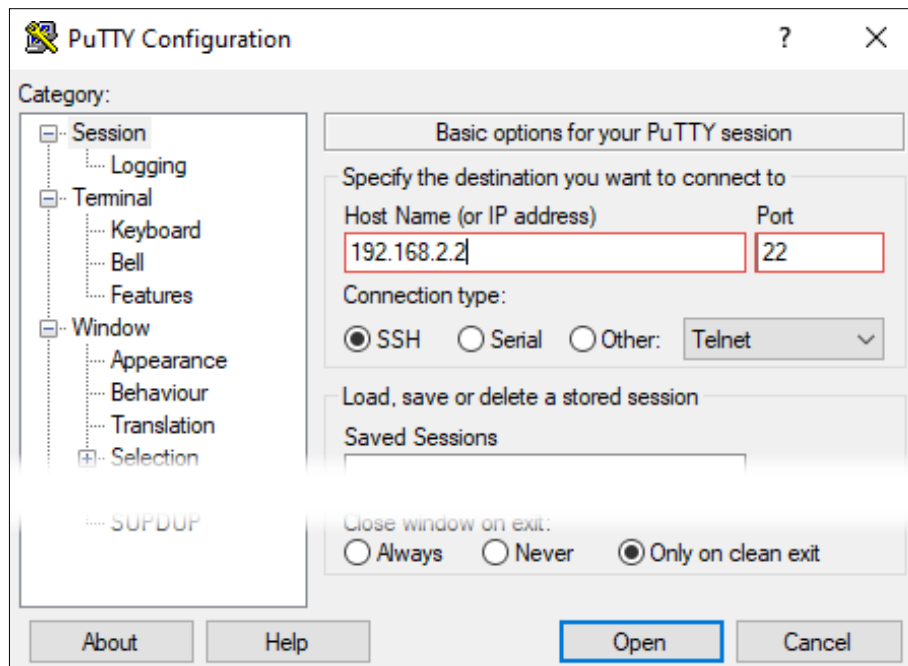 PuTTY Configuration ?
Category:
Session
Logging
Terminal
Keyboard
Bell
Features
Window
Appearance
Behaviour
Translation
Selection
SUPDUP
Basic options for your PuTTY session
Specify the destination you want to connect to
Host Name (or IP address) Port
192.168.2.2 22
Connection type:
SSH Serial Other: Telnet
Load, save or delete a stored session
Saved Sessions
Close window on exit:
Always Never Only on clean exit
About Help Open Cancel